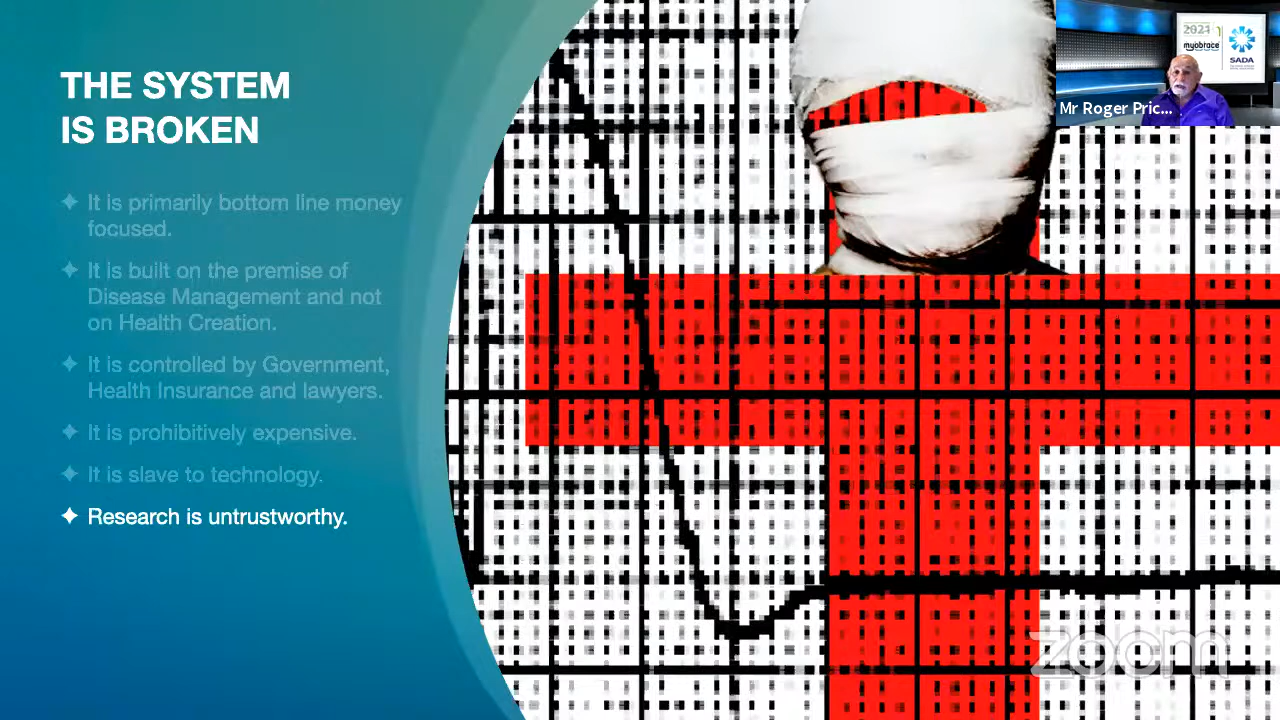 THE SYSTEM
IS BROKEN
✦ It is primarily bottom line money
focused.
✦ It is built on the premise of
Disease Management and not
on Health Creation.
✦ It is controlled by Government,
Health Insurance and lawyers.
✦ It is prohibitively expensive.
✦ It is slave to technology.
✦ Research is untrustworthy.
2021
myobrace
SADA
Mr Roger Pric...
zoom